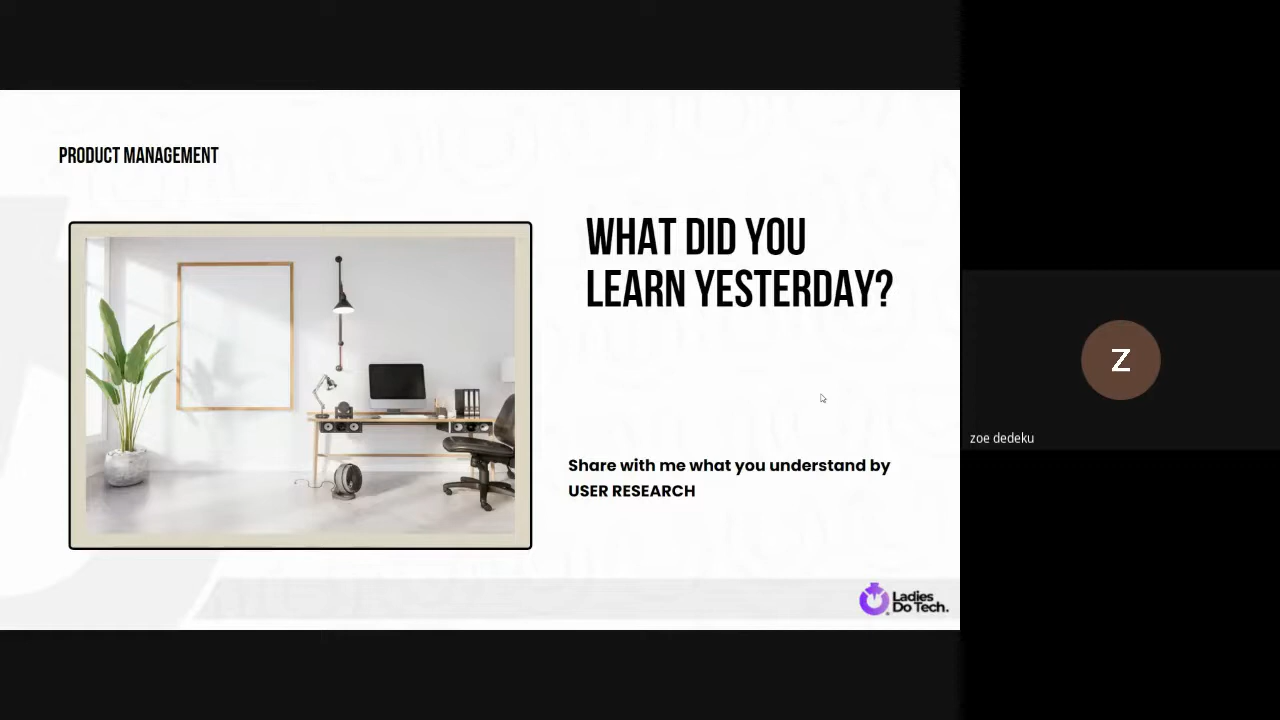 PRODUCT MANAGEMENT
WHAT DID YOU
LEARN YESTERDAY?
Share with me what you understand by
USER RESEARCH
Ladies
Do Tech.
Z
zoe dedeku